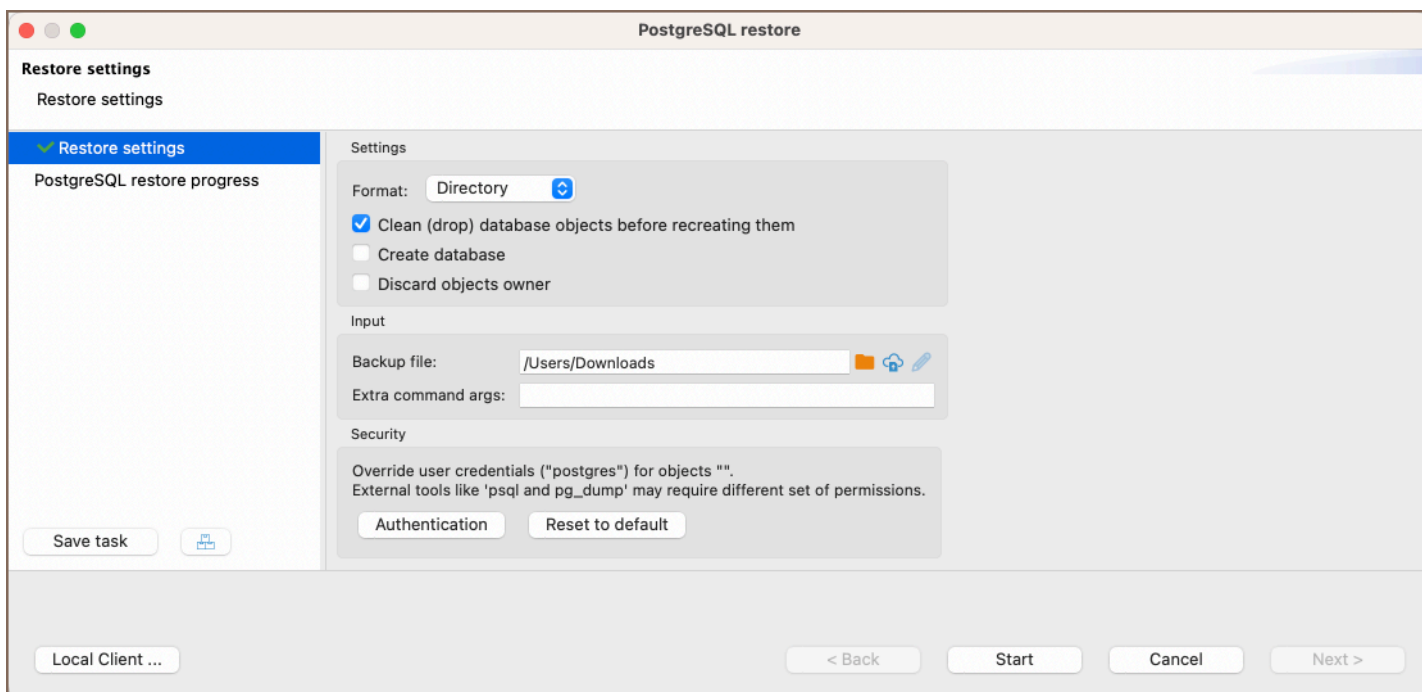 PostgreSQL restore
Restore settings
Restore settings
Restore settings
PostgreSQL restore progress
Settings
Format: Directory
Clean (drop) database objects before recreating them
Create database
Discard objects owner
Input
Backup file: /Users/Downloads
Extra command args:
Security
Override user credentials ("postgres") for objects "".
External tools like 'psql and pg_dump' may require different set of permissions.
Authentication Reset to default
Save task
Local Client ... < Back Start Cancel Next >